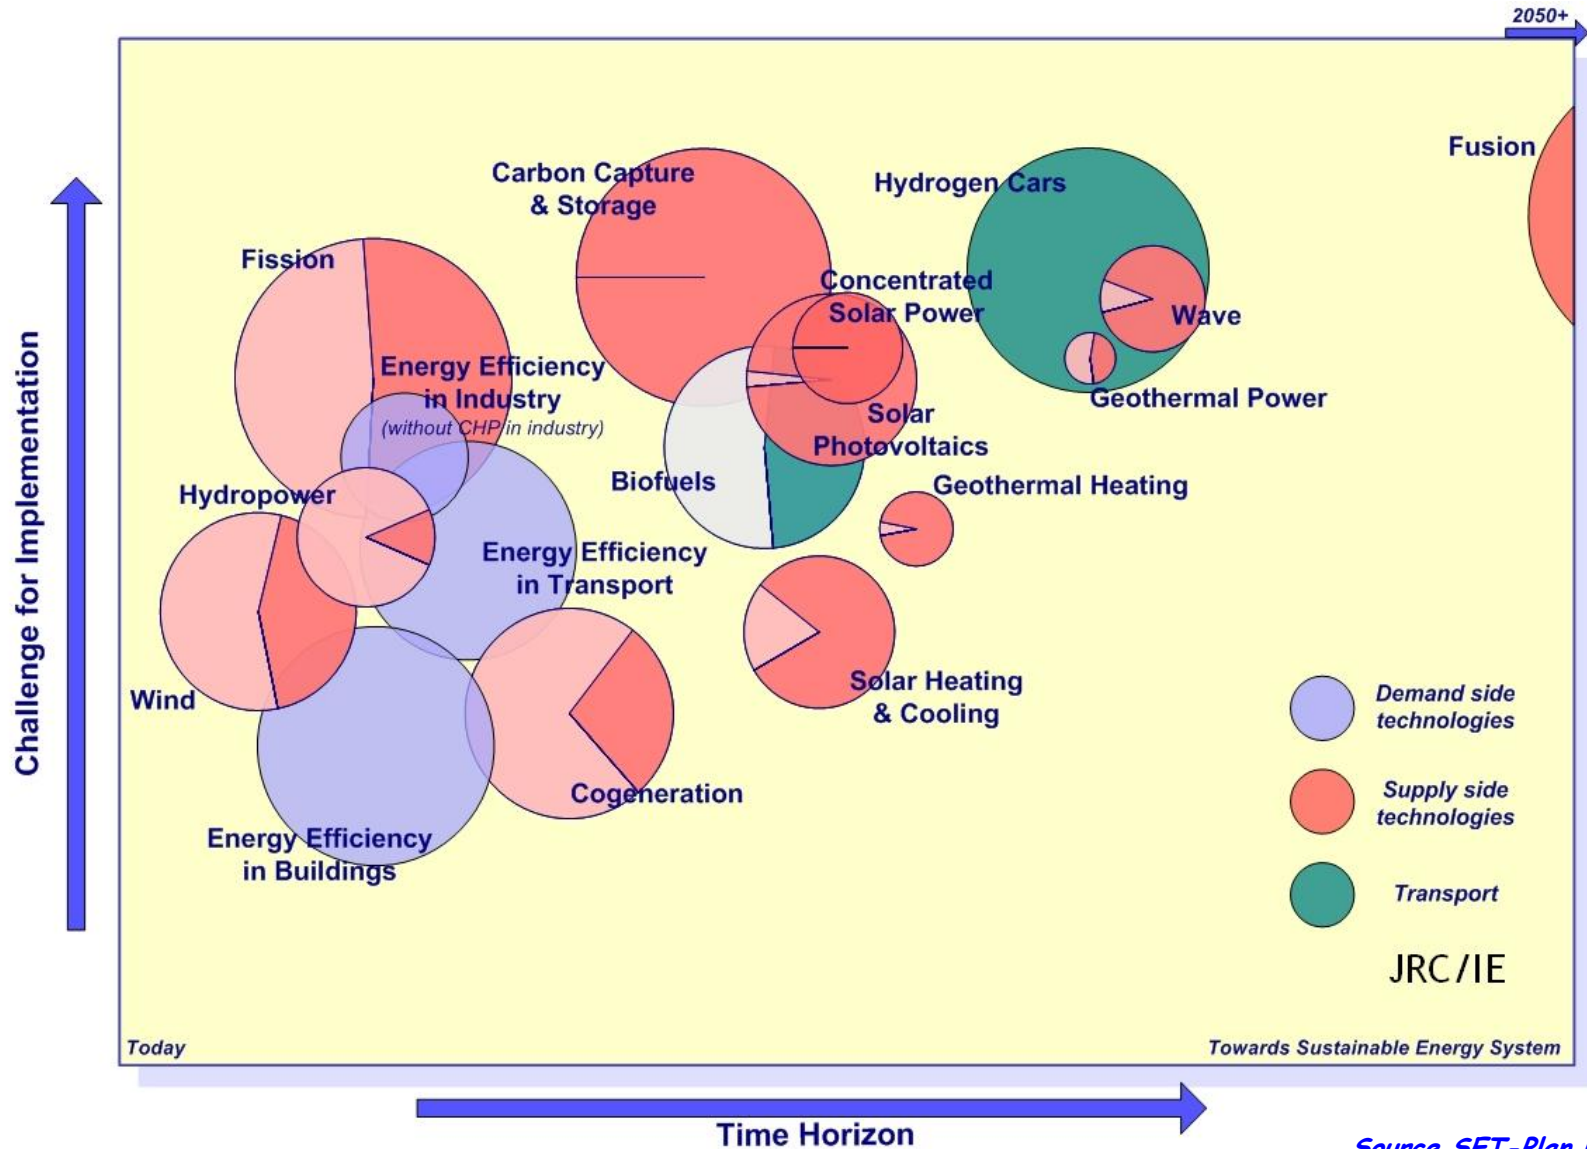 2050+
Fusion
Carbon Capture
& Storage
Hydrogen Cars
Fission
Concentrated
Solar Power
Wave
Energy Efficiency
in Industry
(without CHP in industry)
Geothermal Power
Solar
Photovoltaics
Biofuels
Geothermal Heating
Hydropower
Energy Efficiency
in Transport
Wind
Solar Heating
& Cooling
Cogeneration
Energy Efficiency
in Buildings
Demand side
technologies
Supply side
technologies
Transport
JRC/IE
Challenge for Implementation
Today
Towards Sustainable Energy System
Time Horizon
Source SET-Plan